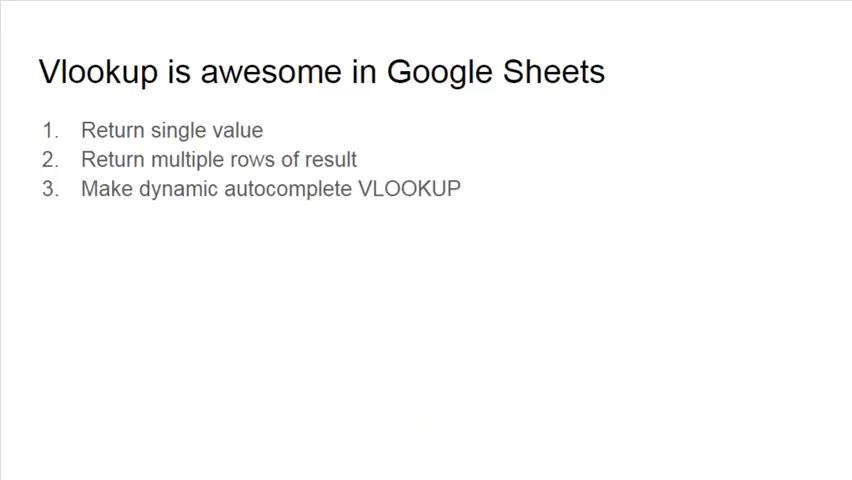 Vlookup is awesome in Google Sheets
1. Return single value
2. Return multiple rows of result
3. Make dynamic autocomplete VLOOKUP